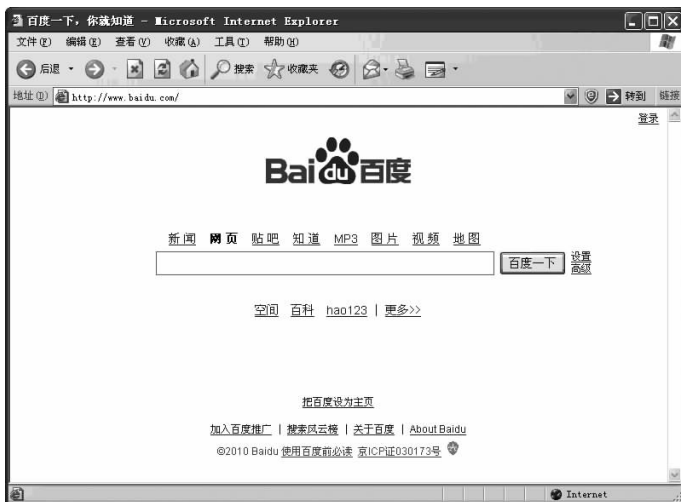 百度一下，你就知道 - Microsoft Internet Explorer
文件(F) 编辑(E) 查看(V) 收藏(A) 工具(T) 帮助(H)
后退 搜索 收藏夹
地址(D) http://www.baidu.com/ 转到 链接
登录
Bai du 百度
新闻 网页 贴吧 知道 MP3 图片 视频 地图
百度一下 设置
高级
空间 百科 hao123 | 更多>>
把百度设为主页
加入百度推广 | 搜索风云榜 | 关于百度 | About Baidu
©2010 Baidu 使用百度前必读 京ICP证030173号
Internet